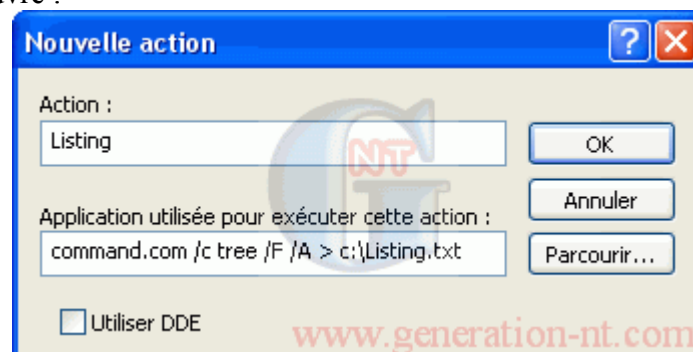 Nouvelle action
Action :
Listing
OK
Annuler
Application utilisée pour exécuter cette action :
command.com /c tree /F /A > c:\Listing.txt
Parcourir...
Utiliser DDE
NT
www.generation-nt.com